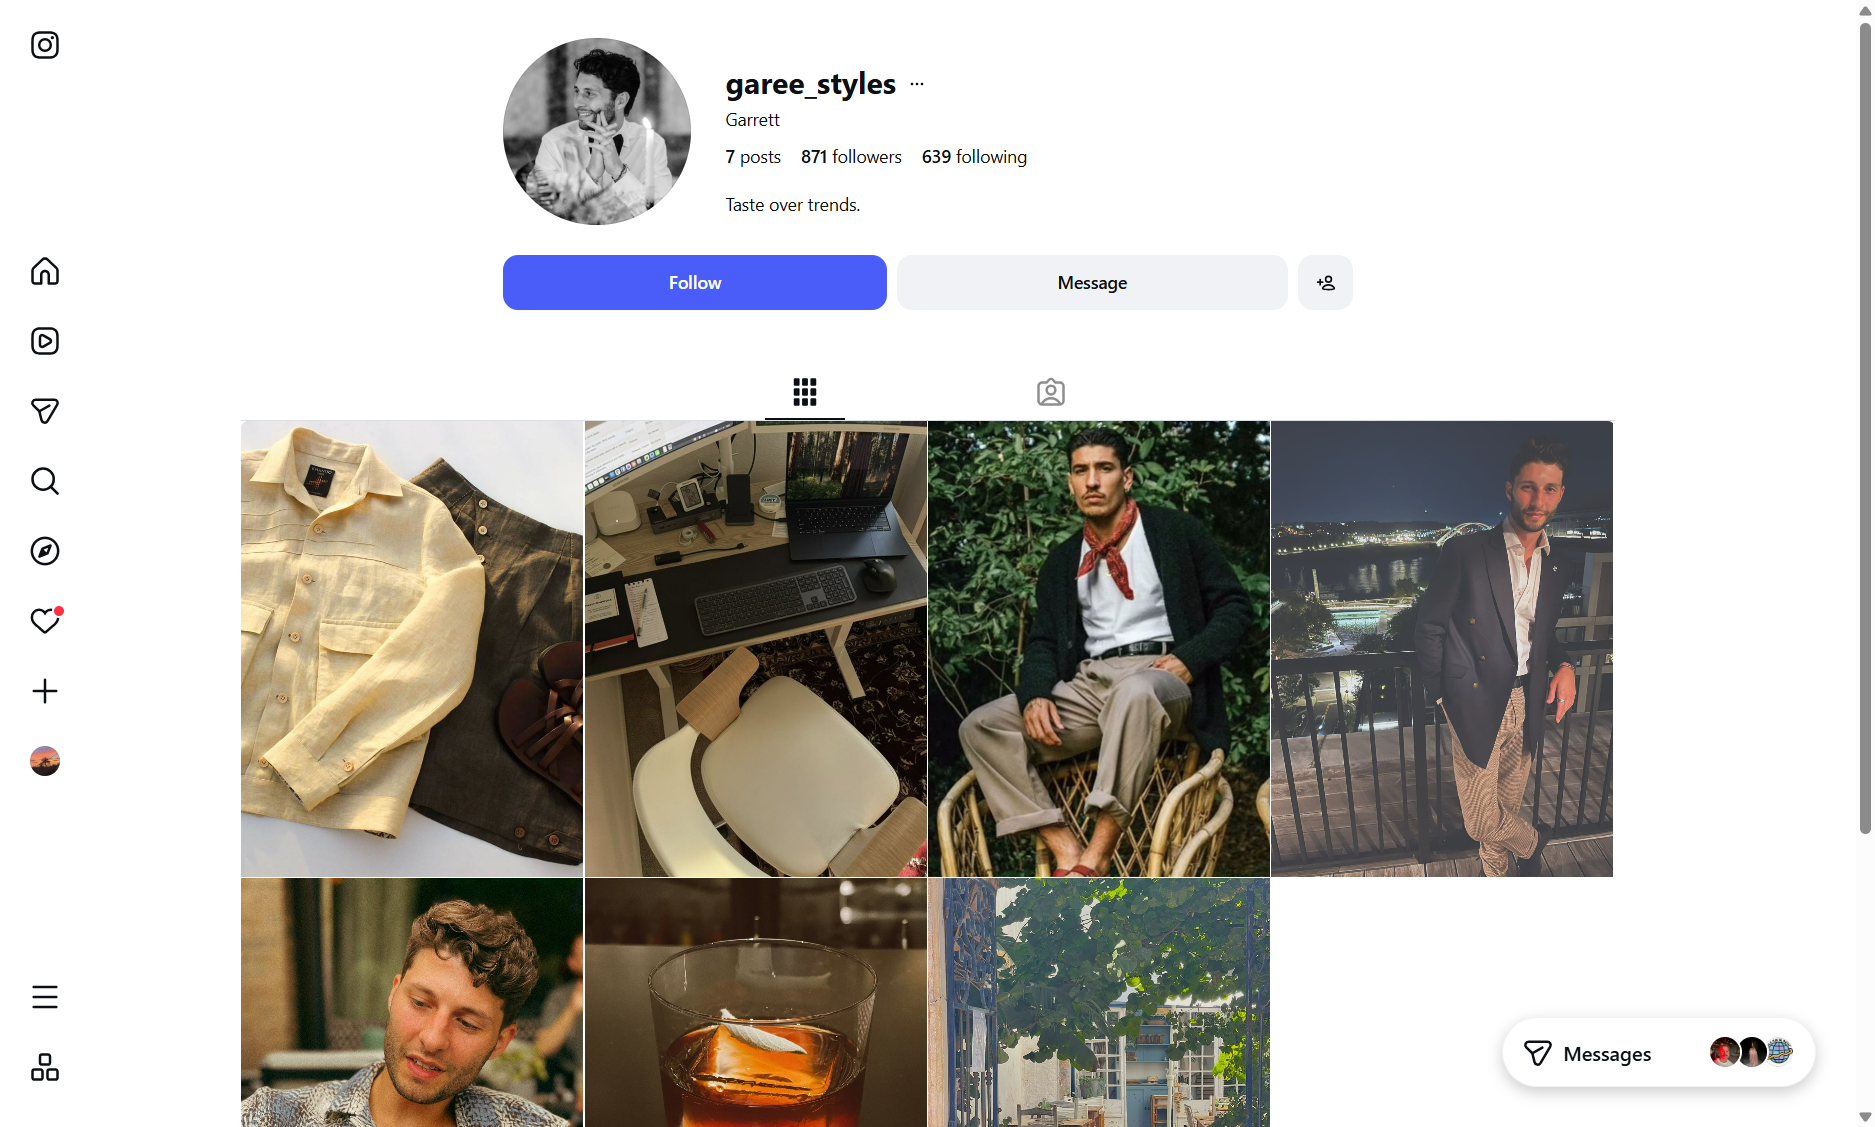 garee_styles ...
Garrett
7 posts 871 followers 639 following
Taste over trends.
Follow
Message
Messages